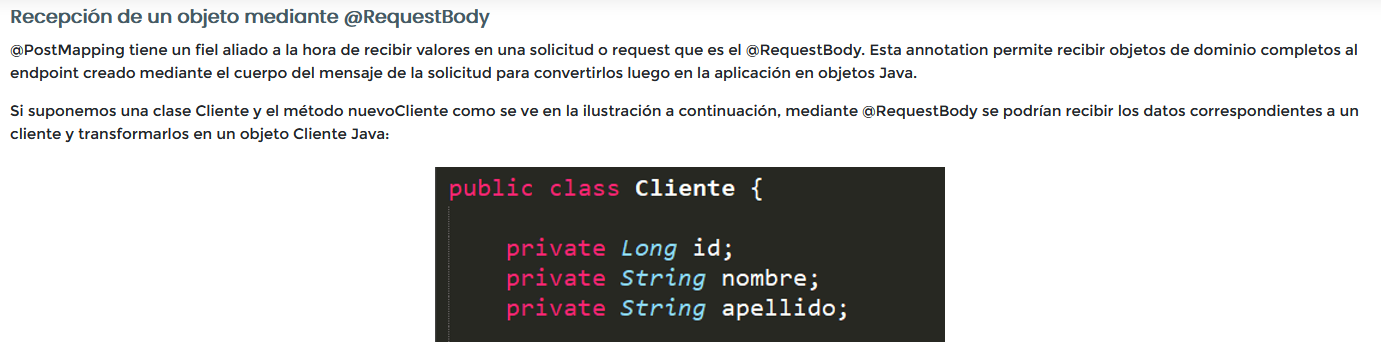 Recepción de un objeto mediante @RequestBody
@PostMapping tiene un fiel aliado a la hora de recibir valores en una solicitud o request que es el @RequestBody. Esta annotation permite recibir objetos de dominio completos al
endpoint creado mediante el cuerpo del mensaje de la solicitud para convertirlos luego en la aplicación en objetos Java.
Si suponemos una clase Cliente y el método nuevoCliente como se ve en la ilustración a continuación, mediante @RequestBody se podrían recibir los datos correspondientes a un
cliente y transformarlos en un objeto Cliente Java:
public class Cliente {
private Long id;
private String nombre;
private String apellido;